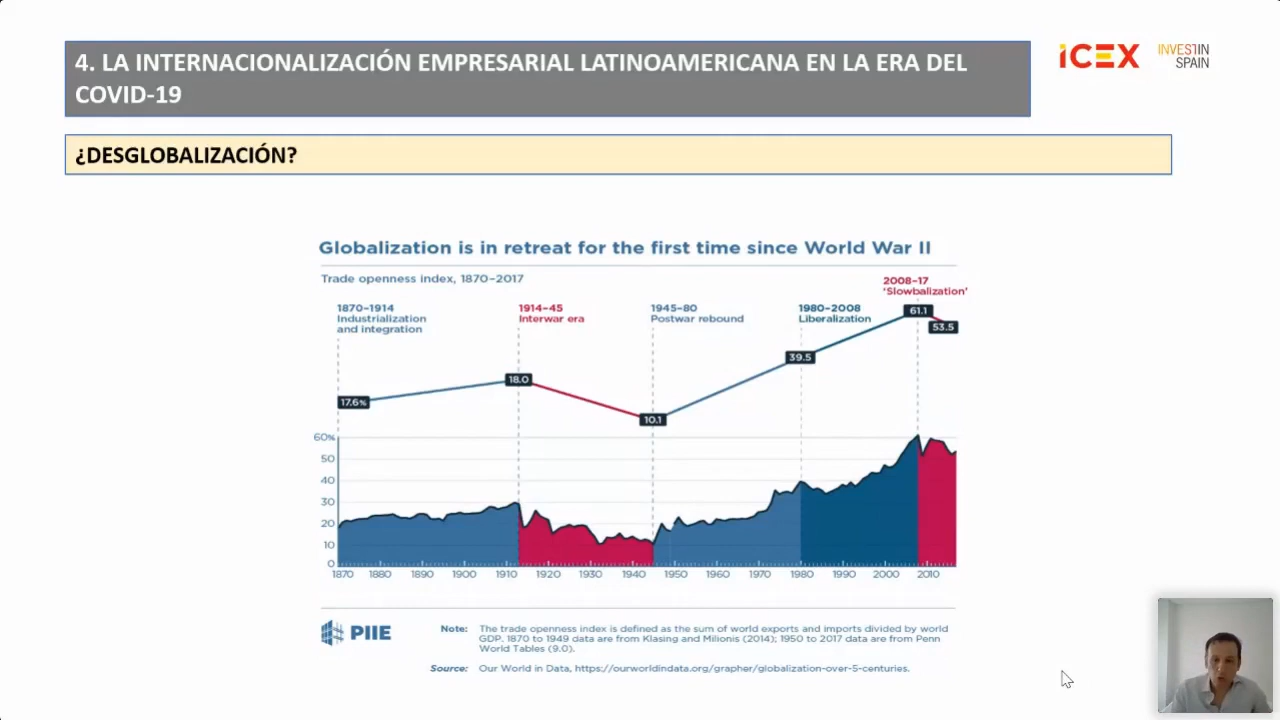 4. LA INTERNACIONALIZACIÓN EMPRESARIAL LATINOAMERICANA EN LA ERA DEL
COVID-19
ICEX
INVEST IN
SPAIN
¿DESGLOBALIZACIÓN?
Globalization is in retreat for the first time since World War II
Trade openness index, 1870–2017
1870–1914
Industrialization
and integration
1914–45
Interwar era
1945–80
Postwar rebound
1980–2008
Liberalization
2008–17
'Slowbalization'
17.6%
18.0
10.1
39.5
61.1
53.5
60%
50
40
30
20
10
0
1870 1880 1890 1900 1910 1920 1930 1940 1950 1960 1970 1980 1990 2000 2010
PIIE
Note: The trade openness index is defined as the sum of world exports and imports divided by world
GDP. 1870 to 1949 data are from Klasing and Milionis (2014); 1950 to 2017 data are from Penn
World Tables (9.0).
Source: Our World in Data, https://ourworldindata.org/grapher/globalization-over-5-centuries.